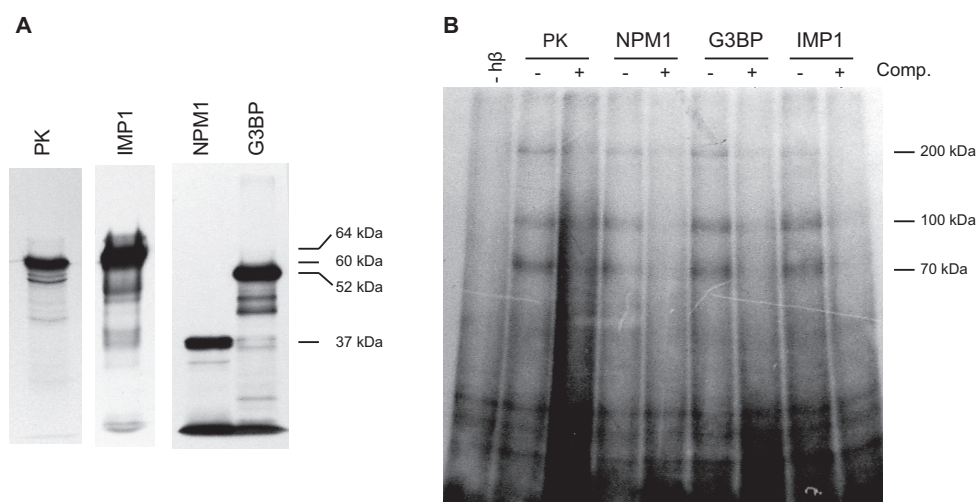 A
PK
IMP1
NPM1
G3BP
64 kDa
60 kDa
52 kDa
37 kDa
B
- hβ
PK NPM1 G3BP IMP1
- + - + - + - + Comp.
200 kDa
100 kDa
70 kDa